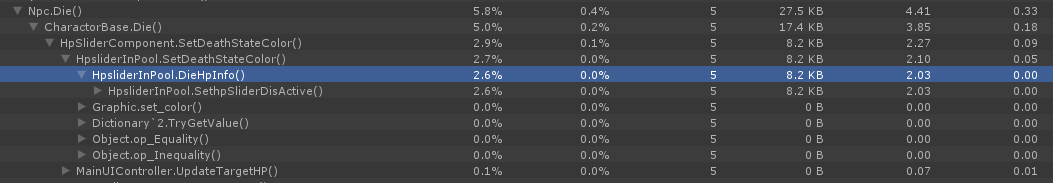 Npc.Die() 5.8% 0.4% 5 27.5 KB 4.41 0.33
CharactorBase.Die() 5.0% 0.2% 5 17.4 KB 3.85 0.18
HpSliderComponent.SetDeathStateColor() 2.9% 0.1% 5 8.2 KB 2.27 0.09
HpsliderInPool.SetDeathStateColor() 2.7% 0.0% 5 8.2 KB 2.10 0.05
HpsliderInPool.DieHpInfo() 2.6% 0.0% 5 8.2 KB 2.03 0.00
HpsliderInPool.SethpSliderDisActive() 2.6% 0.0% 5 8.2 KB 2.03 0.00
Graphic.set_color() 0.0% 0.0% 5 0 B 0.00 0.00
Dictionary`2.TryGetValue() 0.0% 0.0% 5 0 B 0.00 0.00
Object.op_Equality() 0.0% 0.0% 5 0 B 0.00 0.00
Object.op_Inequality() 0.0% 0.0% 5 0 B 0.00 0.00
MainUIController.UpdateTargetHP() 0.1% 0.0% 5 0 B 0.07 0.01